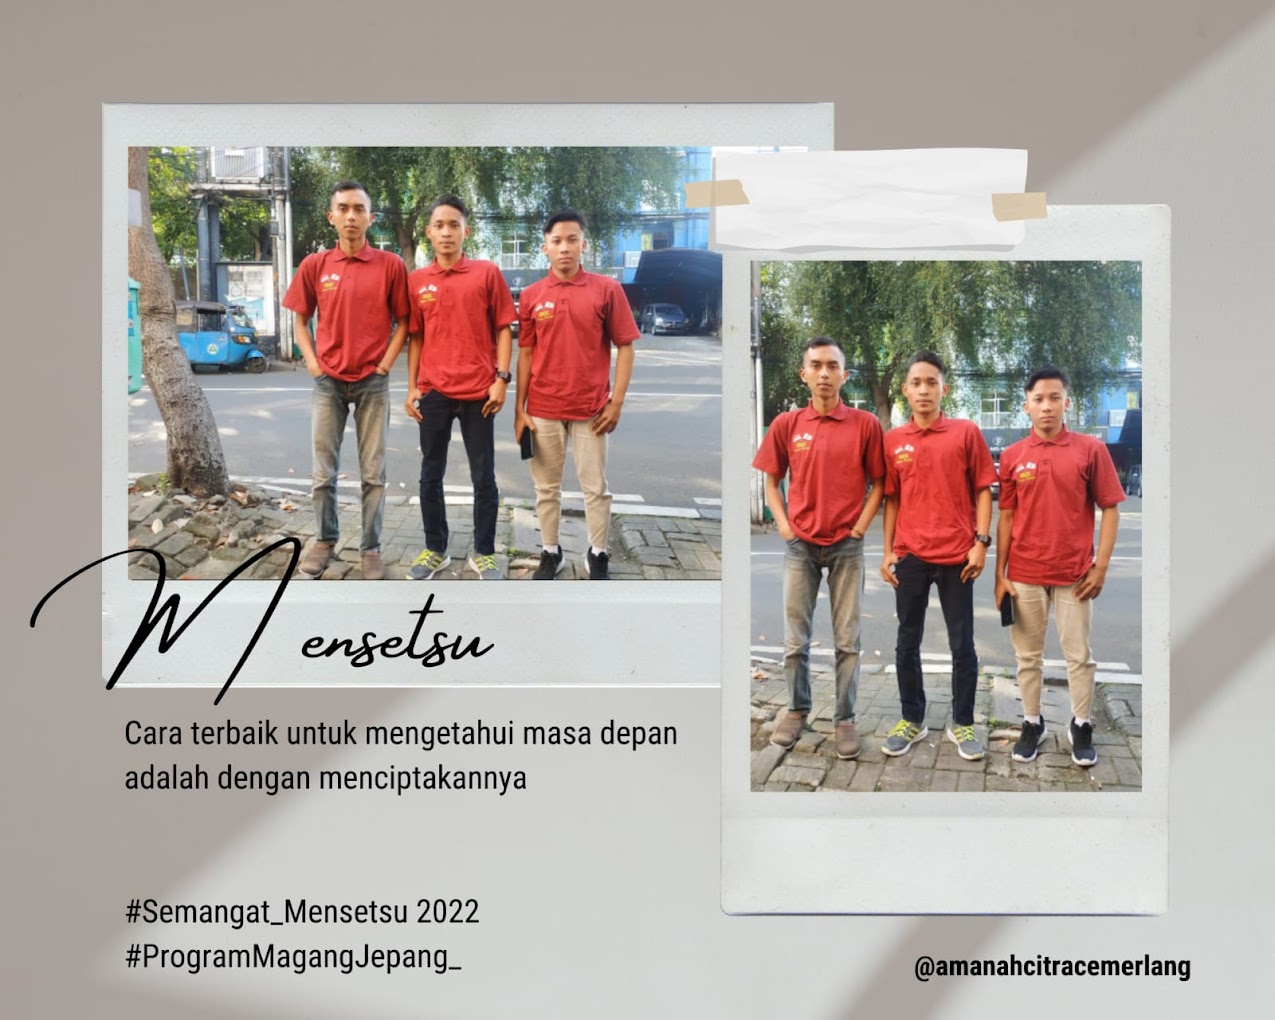 Mensetsu
Cara terbaik untuk mengetahui masa depan
adalah dengan menciptakannya
#Semangat_Mensetsu 2022
#ProgramMagangJepang_
@amanahcitracemerlang